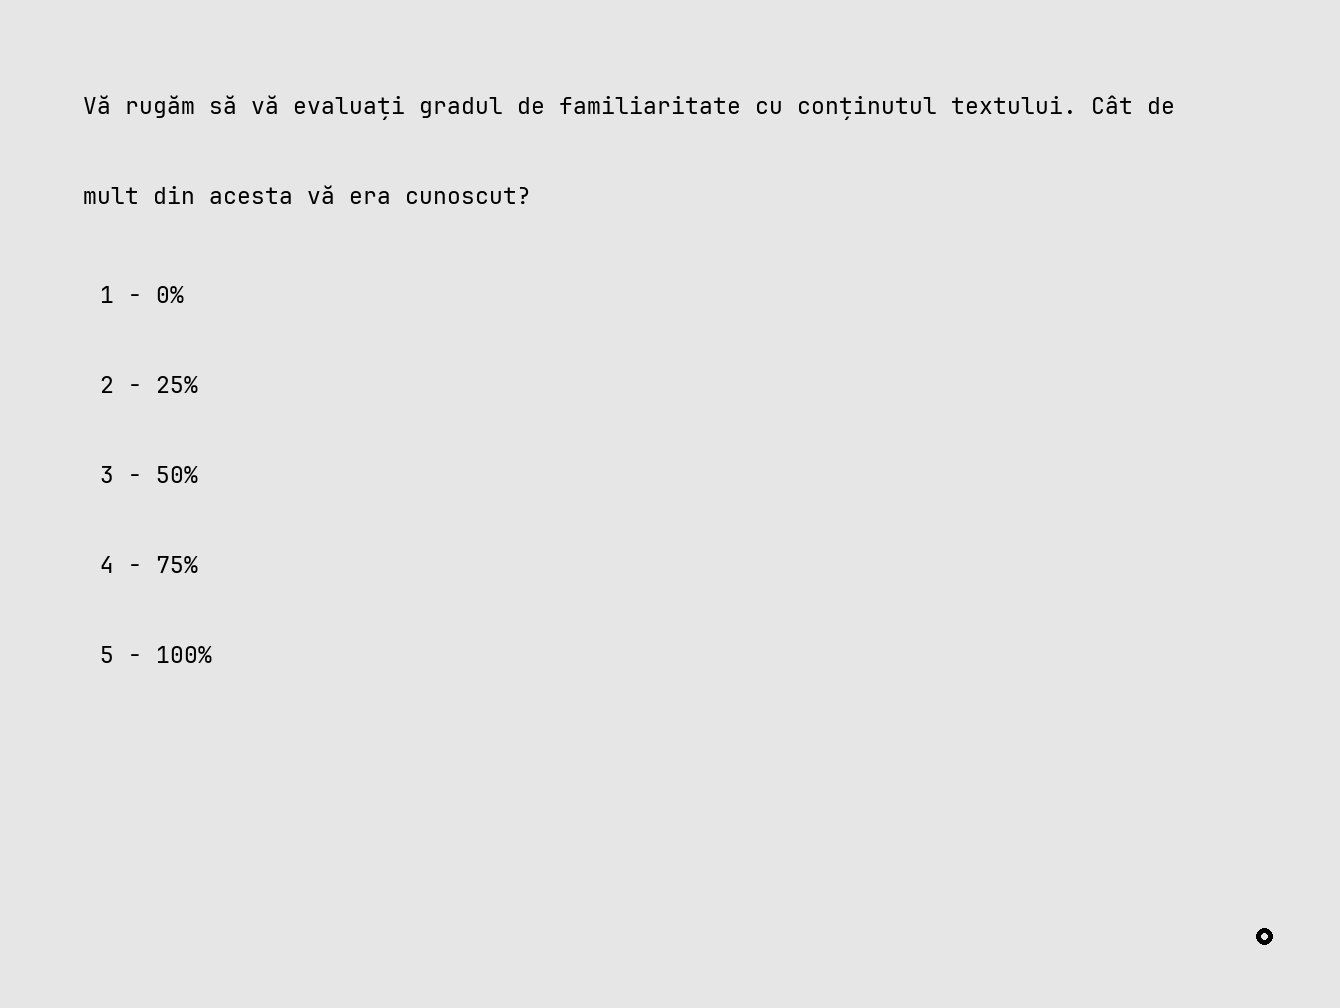 Vă rugăm să vă evaluați gradul de familiaritate cu conținutul textului. Cât de
mult din acesta vă era cunoscut?
1 - 0%
2 - 25%
3 - 50%
4 - 75%
5 - 100%